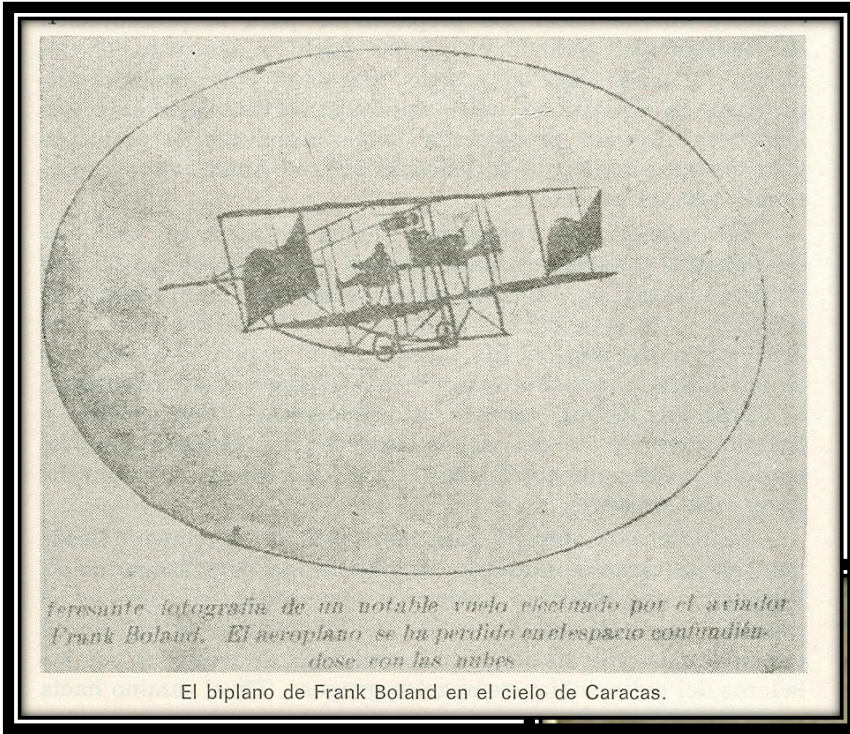 teresante fotografia de un notable vuelo efectuado por el aviador
Frank Boland. El aeroplano se ha perdido en el espacio confundién-
dose con las nubes
El biplano de Frank Boland en el cielo de Caracas.